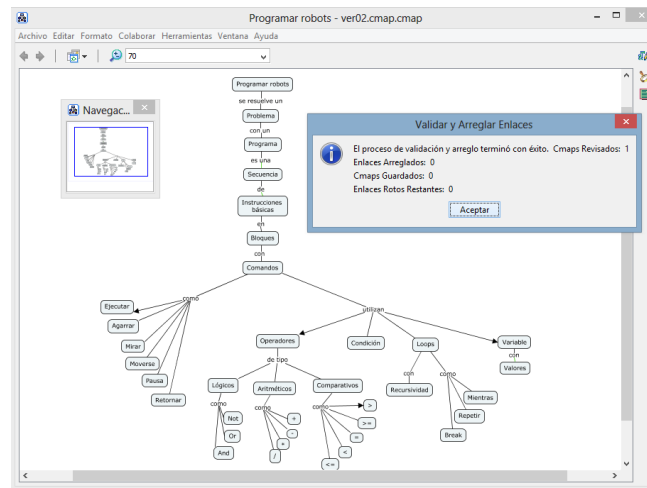 Programar robots - ver02.cmap.cmap
Archivo Editar Formato Colaborar Herramientas Ventana Ayuda
70
Navegac...
Validar y Arreglar Enlaces
El proceso de validación y arreglo terminó con éxito. Cmaps Revisados: 1
Enlaces Arreglados: 0
Cmaps Guardados: 0
Enlaces Rotos Restantes: 0
Aceptar
Programar robots
se resuelve un
Problema
con un
Programa
es una
Secuencia
de
Instrucciones
básicas
en
Bloques
con
Comandos
como
Ejecutar
Agarrar
Mirar
Moverse
Pausa
Retornar
utilizan
Operadores
Condición
Loops
Variable
con
Valores
de tipo
Lógicos
Aritméticos
Comparativos
como
Not
Or
And
como
+
-
*
/
como
>
>=
=
<
<=
con
Recursividad
como
Mientras
Repetir
Break